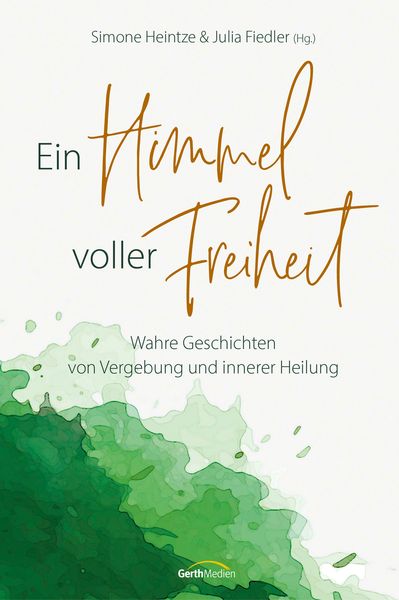 Simone Heintze & Julia Fiedler (Hg.)
Ein Himmel
voller Freiheit
Wahre Geschichten
von Vergebung und innerer Heilung
GerthMedien